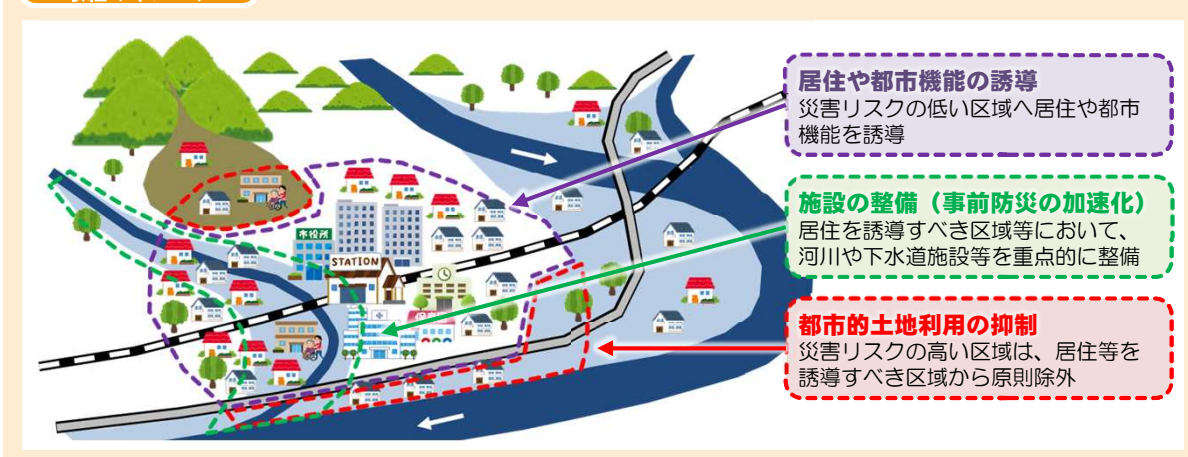 居住や都市機能の誘導
災害リスクの低い区域へ居住や都市
機能を誘導
施設の整備（事前防災の加速化）
居住を誘導すべき区域等において、
河川や下水道施設等を重点的に整備
都市的土地利用の抑制
災害リスクの高い区域は、居住等を
誘導すべき区域から原則除外
市役所
STATION